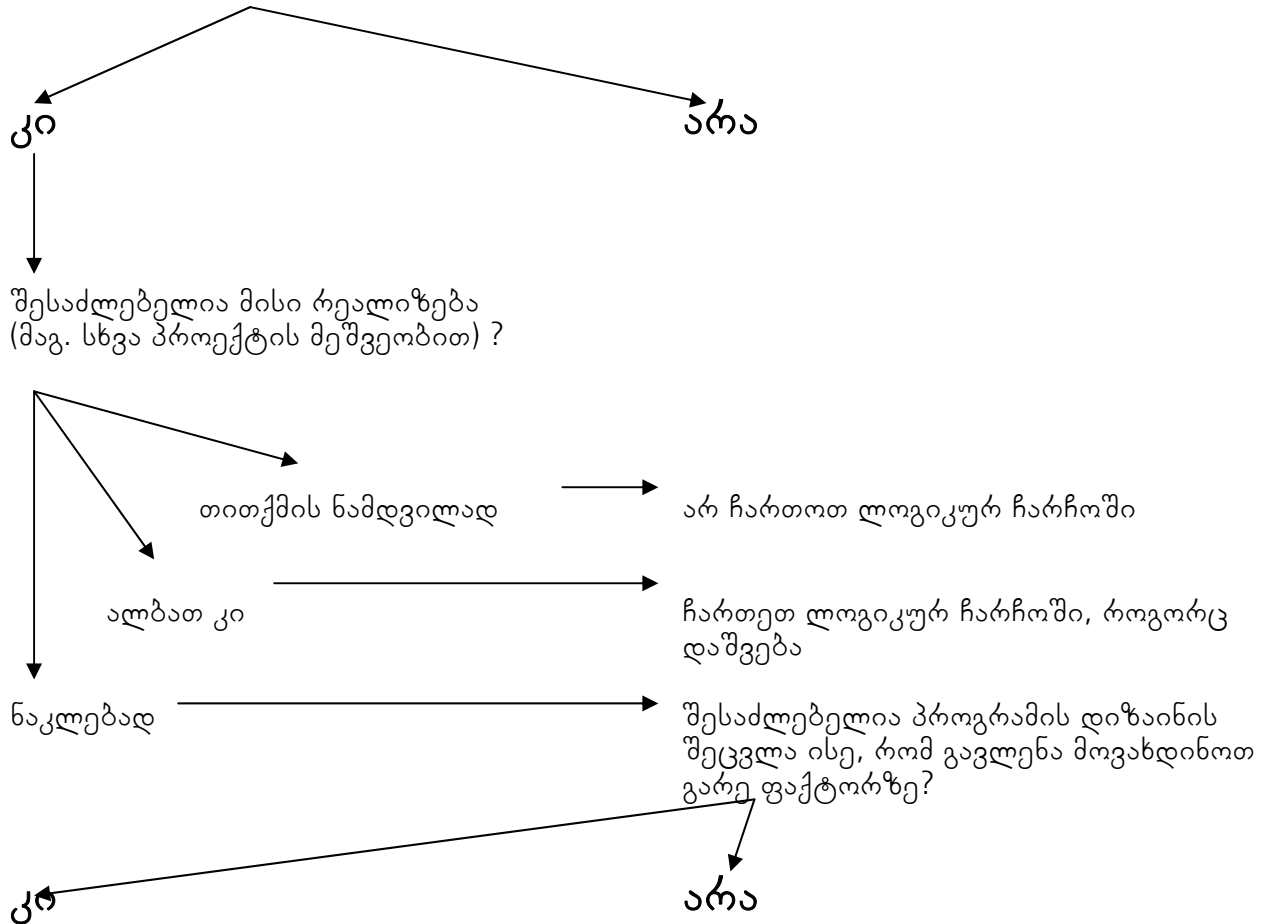 კი
არა
შესაძლებელია მისი რეალიზება
(მაგ. სხვა პროექტის მეშვეობით) ?
თითქმის ნამდვილად
არ ჩართოთ ლოგიკურ ჩარჩოში
ალბათ კი
ჩართეთ ლოგიკურ ჩარჩოში, როგორც
დაშვება
ნაკლებად
შესაძლებელია პროგრამის დიზაინის
შეცვლა ისე, რომ გავლენა მოვახდინოთ
გარე ფაქტორზე?
კი
არა